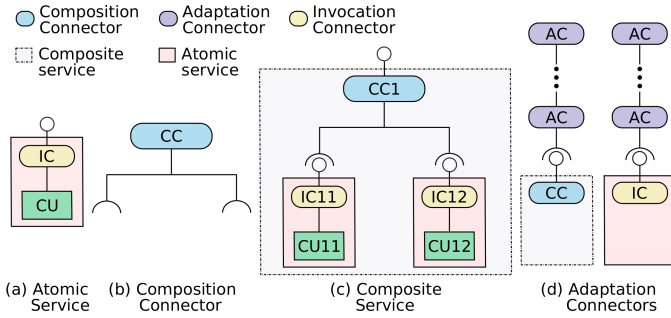 Composition
Connector
Adaptation
Connector
Invocation
Connector
Composite
service
Atomic
service
IC
CU
CC
CC1
IC11
CU11
IC12
CU12
AC
AC
AC
AC
CC
IC
(a) Atomic
Service
(b) Composition
Connector
(c) Composite
Service
(d) Adaptation
Connectors